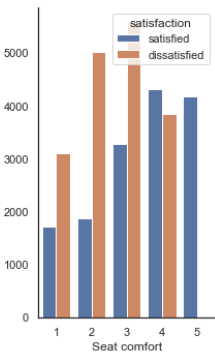 satisfaction
satisfied
dissatisfied
5000
4000
3000
2000
1000
0
1 2 3 4 5
Seat comfort